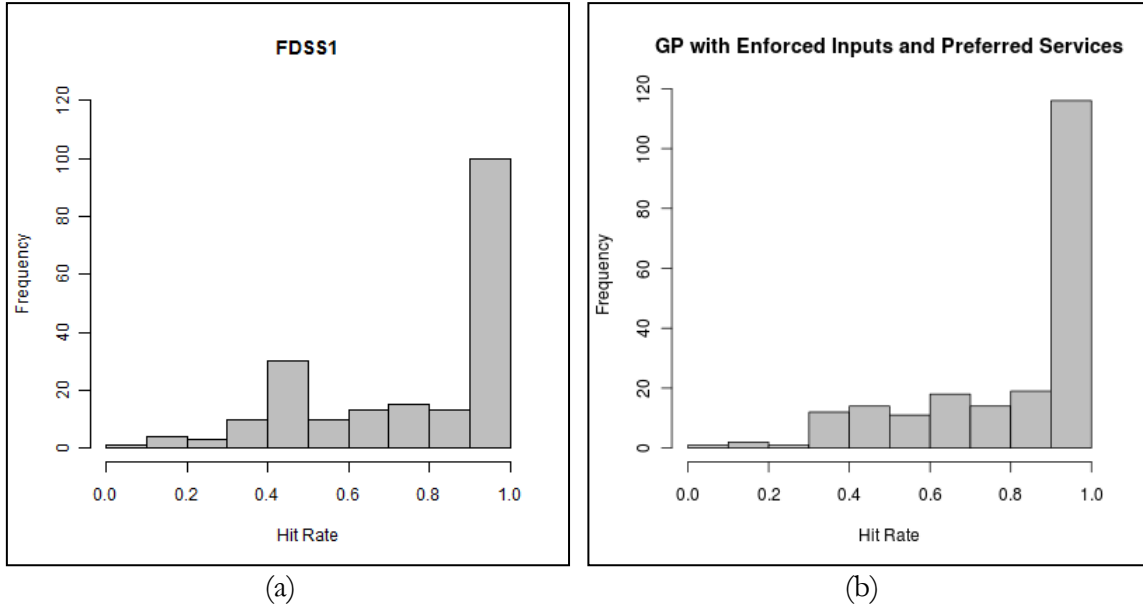 FDSS1
120
100
80
60
40
20
0
Frequency
0.0 0.2 0.4 0.6 0.8 1.0
Hit Rate
(a)
GP with Enforced Inputs and Preferred Services
120
100
80
60
40
20
0
Frequency
0.0 0.2 0.4 0.6 0.8 1.0
Hit Rate
(b)